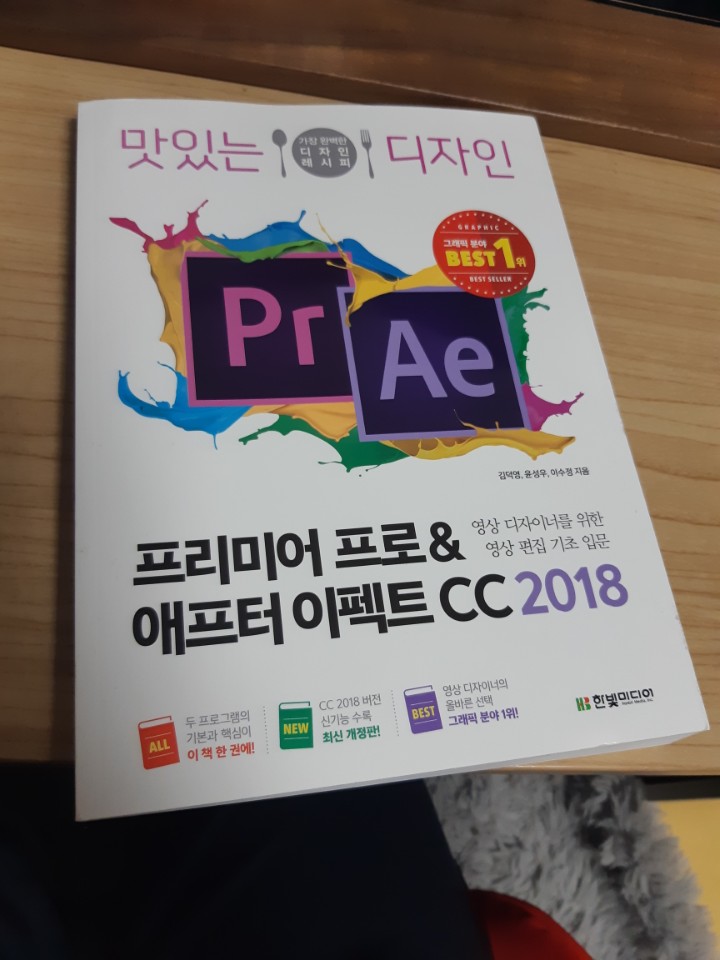 맛있는
가장 완벽한
디자인
레시피
디자인
GRAPHIC
그래픽 분야
BEST 1위
BEST SELLER
Pr
Ae
김덕영, 윤성우, 이수정 지음
프리미어 프로 &
영상 디자이너를 위한
영상 편집 기초 입문
애프터 이펙트 CC 2018
ALL
두 프로그램의
기본과 핵심이
이 책 한 권에!
NEW
CC 2018 버전
신기능 수록
최신 개정판!
BEST
영상 디자이너의
올바른 선택
그래픽 분야 1위!
HB 한빛미디어
Hanbit Media, Inc.